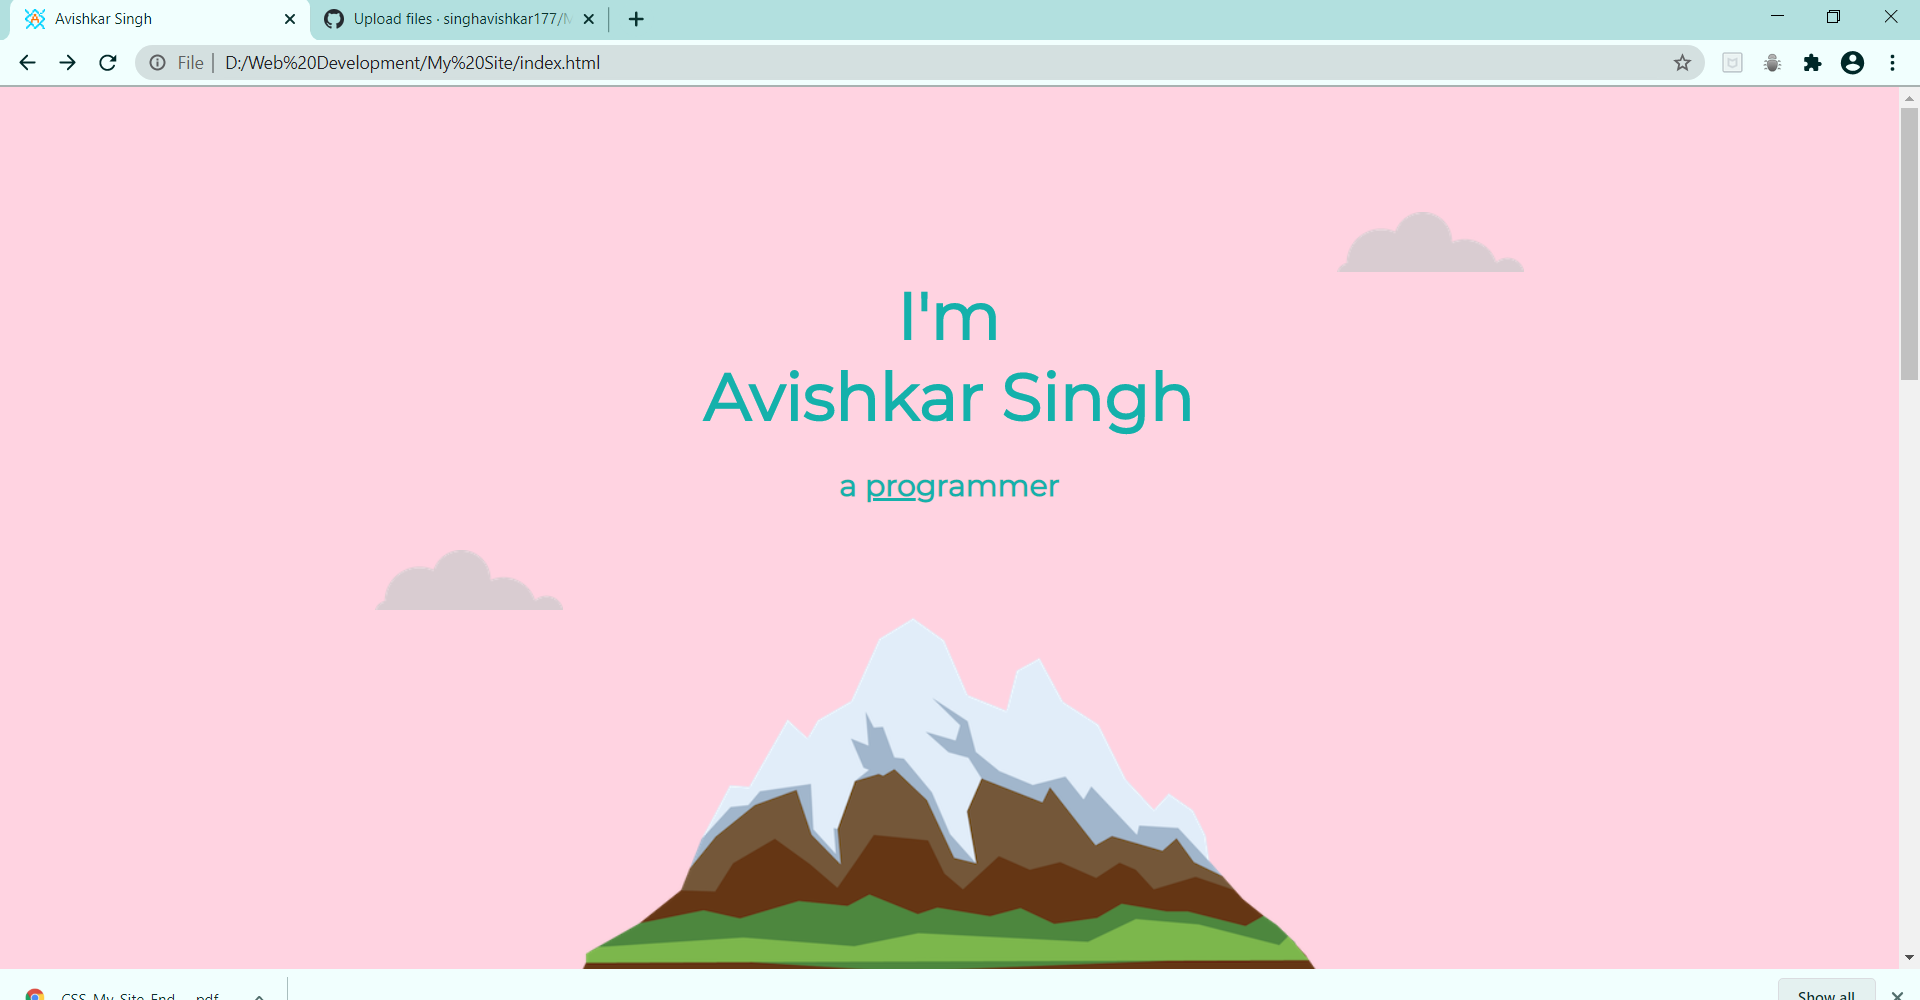 Avishkar Singh
Upload files · singhavishkar177/M
File
D:/Web%20Development/My%20Site/index.html
I'm
Avishkar Singh
a programmer
CSS-My-Site-End-....pdf
Show all